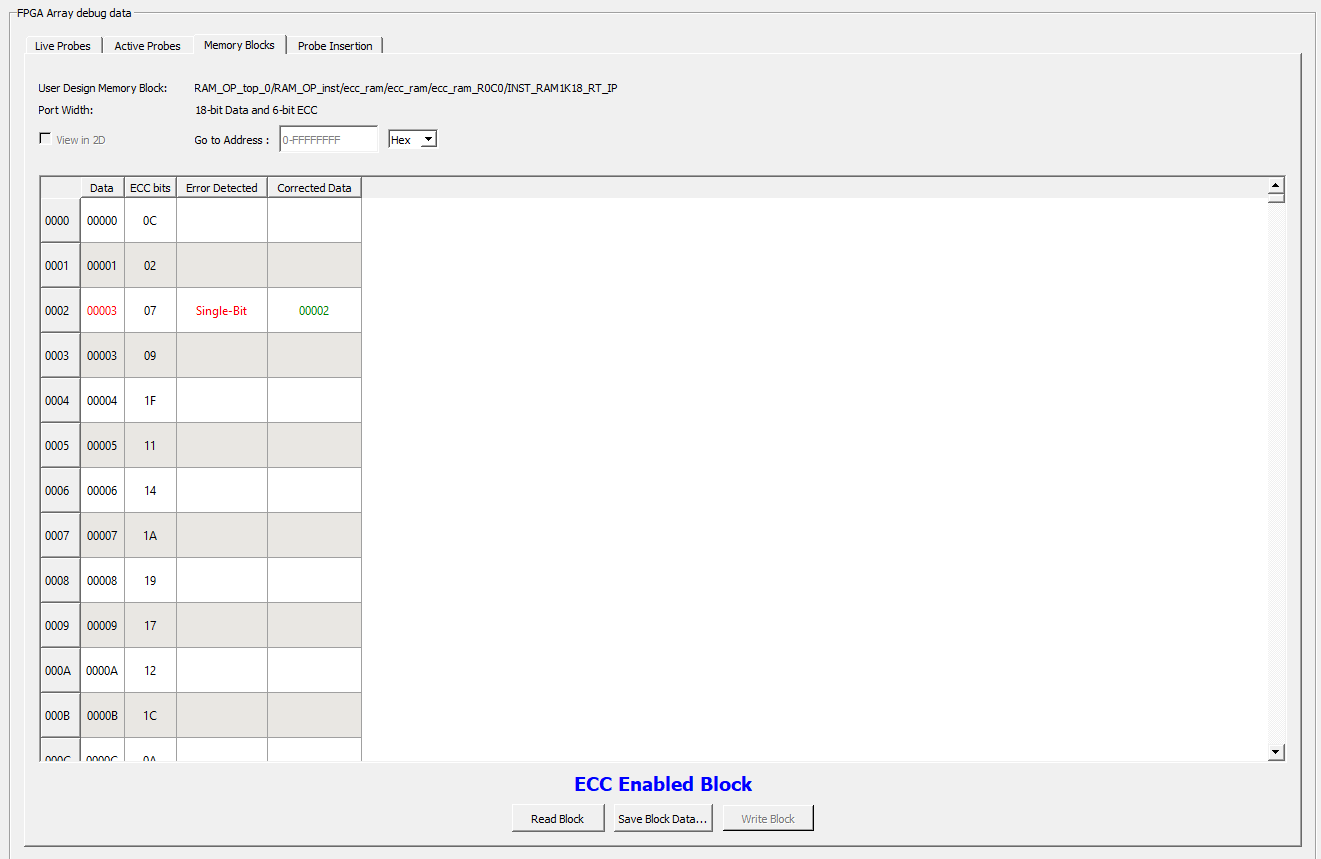 FPGA Array debug data
Live Probes Active Probes Memory Blocks Probe Insertion
User Design Memory Block: RAM_OP_top_0/RAM_OP_inst/ecc_ram/ecc_ram/ecc_ram_R0C0/INST_RAM1K18_RT_IP
Port Width: 18-bit Data and 6-bit ECC
View in 2D Go to Address : 0-FFFFFFFF Hex
Data ECC bits Error Detected Corrected Data
0000 00000 0C
0001 00001 02
0002 00003 07 Single-Bit 00002
0003 00003 09
0004 00004 1F
0005 00005 11
0006 00006 14
0007 00007 1A
0008 00008 19
0009 00009 17
000A 0000A 12
000B 0000B 1C
000C 0000C 0A
ECC Enabled Block
Read Block Save Block Data... Write Block